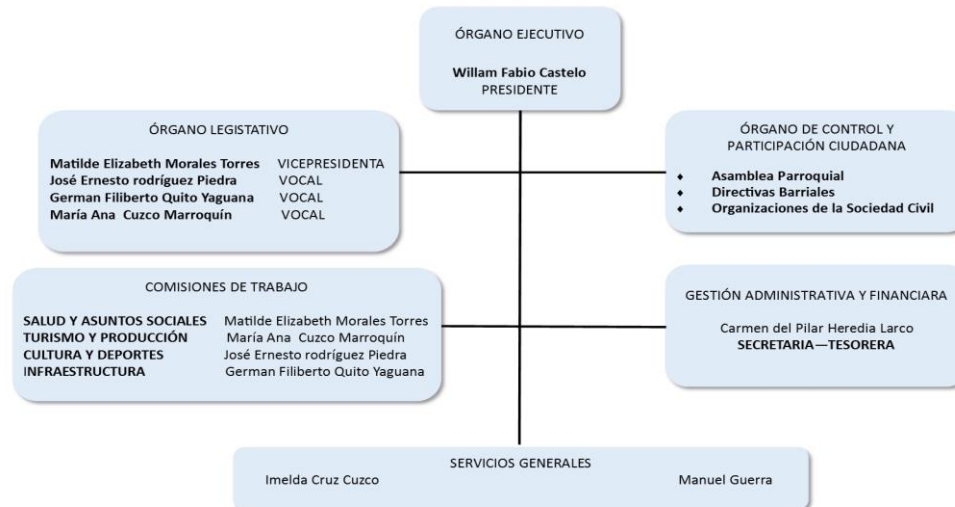 ÓRGANO EJECUTIVO
Willam Fabio Castelo
PRESIDENTE
ÓRGANO LEGISTATIVO
Matilde Elizabeth Morales Torres VICEPRESIDENTA
José Ernesto rodríguez Piedra VOCAL
German Filiberto Quito Yaguana VOCAL
María Ana Cuzco Marroquín VOCAL
ÓRGANO DE CONTROL Y
PARTICIPACIÓN CIUDADANA
♦ Asamblea Parroquial
♦ Directivas Barriales
♦ Organizaciones de la Sociedad Civil
COMISIONES DE TRABAJO
SALUD Y ASUNTOS SOCIALES Matilde Elizabeth Morales Torres
TURISMO Y PRODUCCIÓN María Ana Cuzco Marroquín
CULTURA Y DEPORTES José Ernesto rodríguez Piedra
INFRAESTRUCTURA German Filiberto Quito Yaguana
GESTIÓN ADMINISTRATIVA Y FINANCIARA
Carmen del Pilar Heredia Larco
SECRETARIA—TESORERA
SERVICIOS GENERALES
Imelda Cruz Cuzco Manuel Guerra